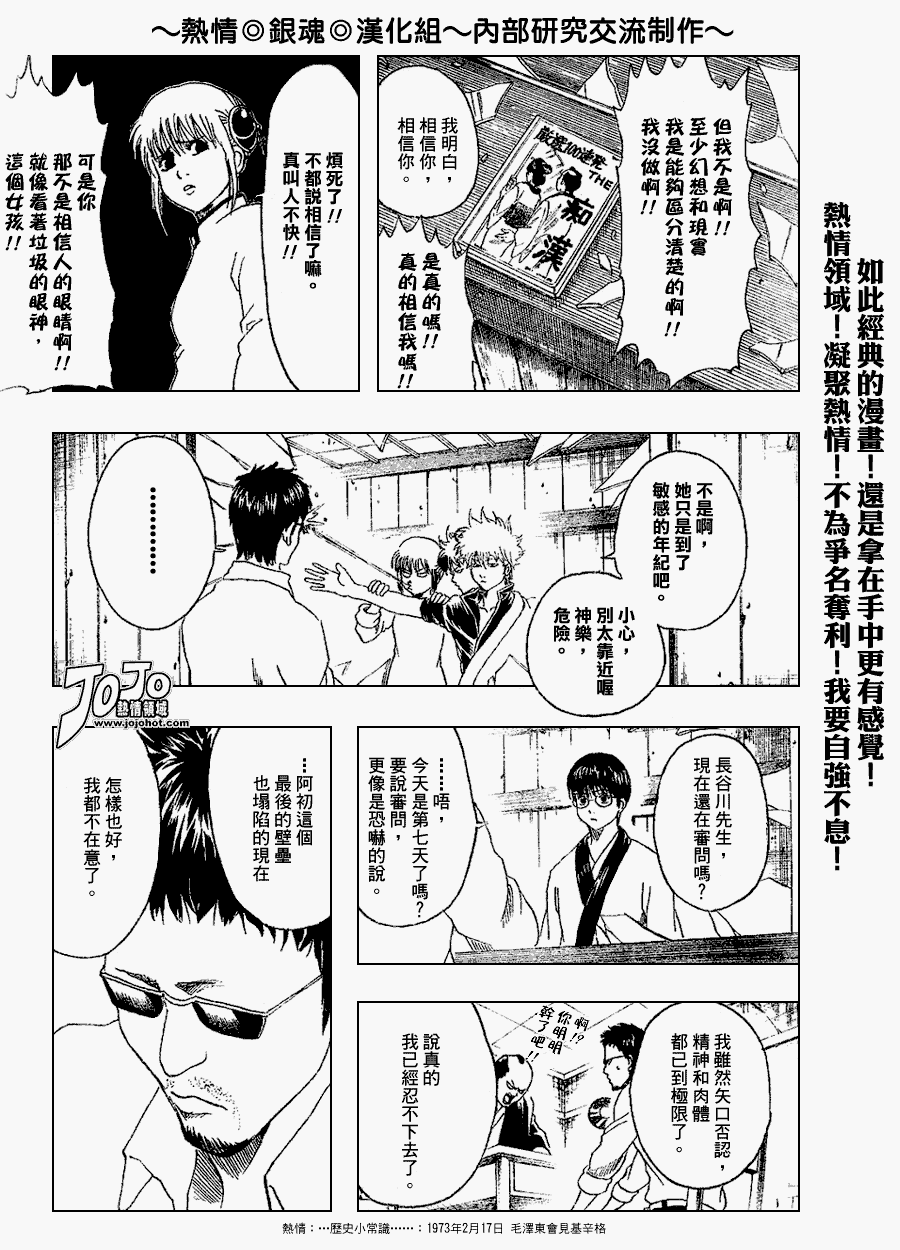 ～熱情◎銀魂◎漢化組～內部研究交流制作～
如此經典的漫畫！還是拿在手中更有感覺！
熱情領域！凝聚熱情！不為爭名奪利！我要自強不息！
但我不是啊!!
至少幻想和現實
我是能夠區分清楚的啊!!
我沒做啊!!
THE
痴漢
我明白，
相信你，
相信你。
是真的嗎!!
真的相信我嗎!!
煩死了!!
不都說相信了嘛。
真叫人不快!!
可是你
那不是相信人的眼睛啊!!
就像看著垃圾的眼神，
這個女孩!!
不是啊，
她只是到了
敏感的年紀吧。
小心，
別太靠近喔
神樂，
危險。
…………
JOJO
熱情領域
www.jojohot.com
長谷川先生，
現在還在審問嗎？
……唔，
今天是第七天了嗎？
要說審問，
更像是恐嚇的說。
…阿初這個
最後的壁壘
也塌陷的現在
怎樣也好，
我都不在意了。
我雖然矢口否認，
精神和肉體
都已到極限了。
啊!?
你明明
幹了吧!!
說真的
我已經忍不下去了。
熱情：…歷史小常識……：1973年2月17日 毛澤東會見基辛格